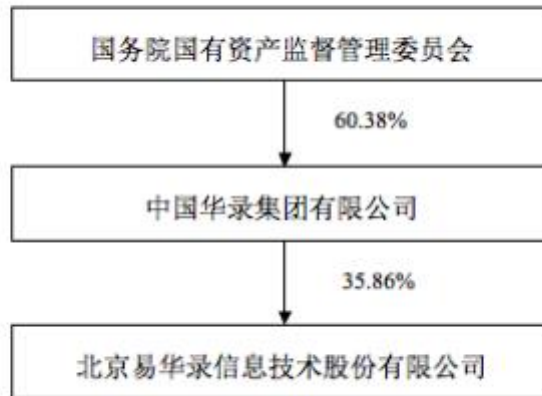 国务院国有资产监督管理委员会
60.38%
中国华录集团有限公司
35.86%
北京易华录信息技术股份有限公司